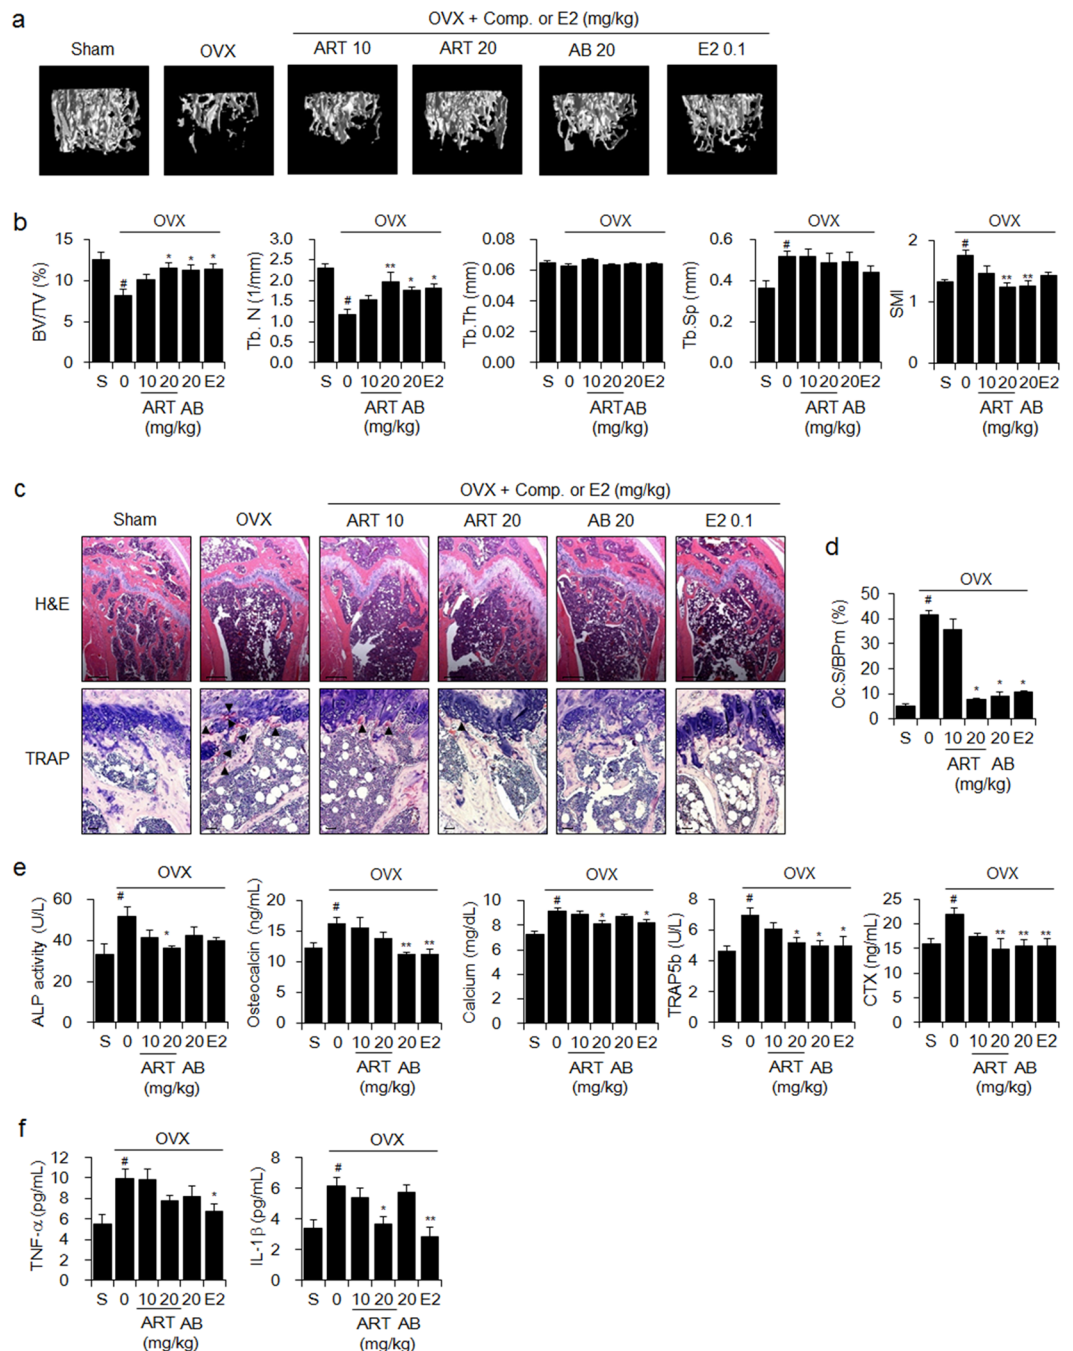 a
OVX + Comp. or E2 (mg/kg)
Sham OVX ART 10 ART 20 AB 20 E2 0.1
b
OVX OVX OVX OVX OVX
BV/TV (%)
15
10
5
0
#
*
*
*
S 0 10 20 20 E2
ART AB
(mg/kg)
Tb. N (1/mm)
3.0
2.5
2.0
1.5
1.0
0.5
0.0
#
**
*
*
S 0 10 20 20 E2
ART AB
(mg/kg)
Tb.Th (mm)
0.08
0.06
0.04
0.02
0.00
S 0 10 20 20 E2
ART AB
(mg/kg)
Tb.Sp (mm)
0.6
0.4
0.2
0.0
#
S 0 10 20 20 E2
ART AB
(mg/kg)
SMI
2
1
0
#
**
**
S 0 10 20 20 E2
ART AB
(mg/kg)
c
OVX + Comp. or E2 (mg/kg)
Sham OVX ART 10 ART 20 AB 20 E2 0.1
H&E
TRAP
d
OVX
Oc.S/BPm (%)
50
40
30
20
10
0
#
*
*
*
S 0 10 20 20 E2
ART AB
(mg/kg)
e
OVX OVX OVX OVX OVX
ALP activity (U/L)
60
40
20
0
#
*
S 0 10 20 20 E2
ART AB
(mg/kg)
Osteocalcin (ng/mL)
20
15
10
5
0
#
**
**
S 0 10 20 20 E2
ART AB
(mg/kg)
Calcium (mg/dL)
10
8
6
4
2
0
#
*
*
S 0 10 20 20 E2
ART AB
(mg/kg)
TRAP5b (U/L)
8
6
4
2
0
#
*
*
*
S 0 10 20 20 E2
ART AB
(mg/kg)
CTX (ng/mL)
25
20
15
10
5
0
#
**
**
**
S 0 10 20 20 E2
ART AB
(mg/kg)
f
OVX OVX
TNF-α (pg/mL)
12
10
8
6
4
2
0
#
*
S 0 10 20 20 E2
ART AB
(mg/kg)
IL-1β (pg/mL)
8
6
4
2
0
#
*
**
S 0 10 20 20 E2
ART AB
(mg/kg)